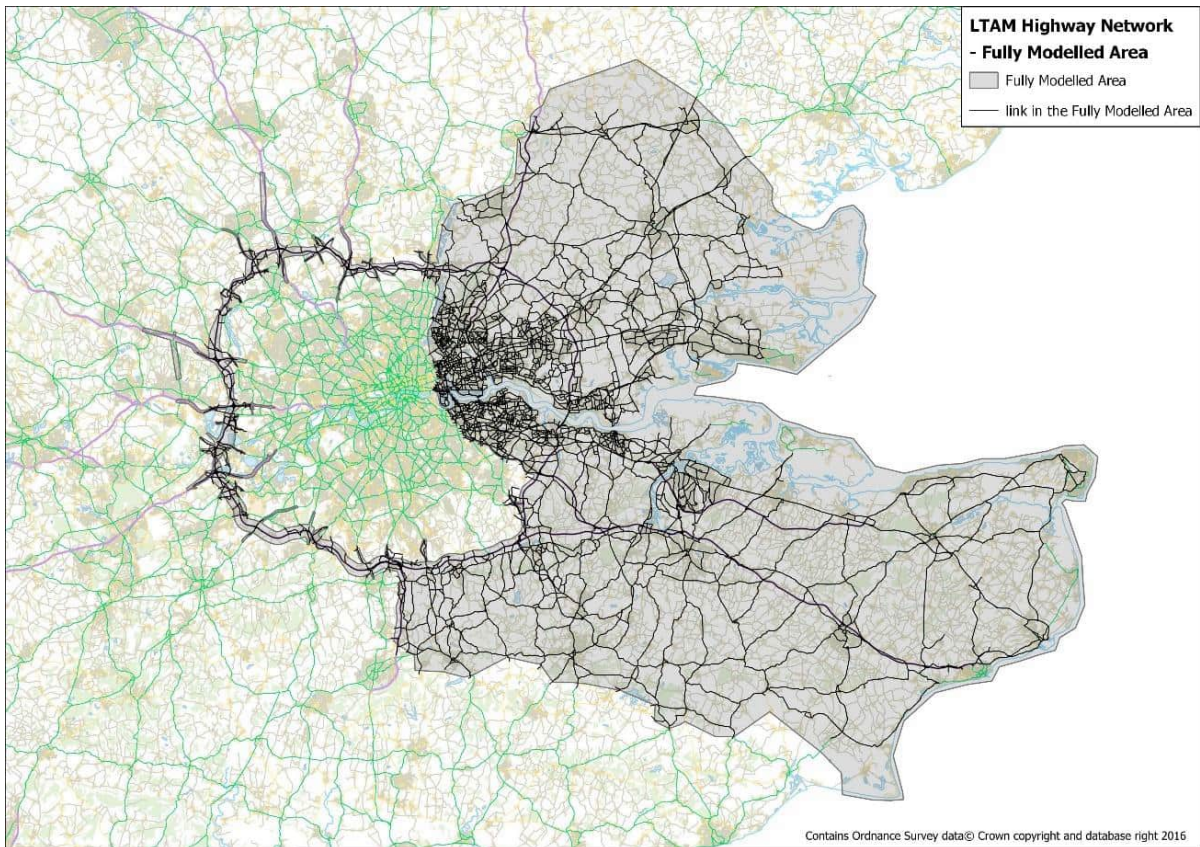 LTAM Highway Network
- Fully Modelled Area
Fully Modelled Area
link in the Fully Modelled Area
Contains Ordnance Survey data© Crown copyright and database right 2016